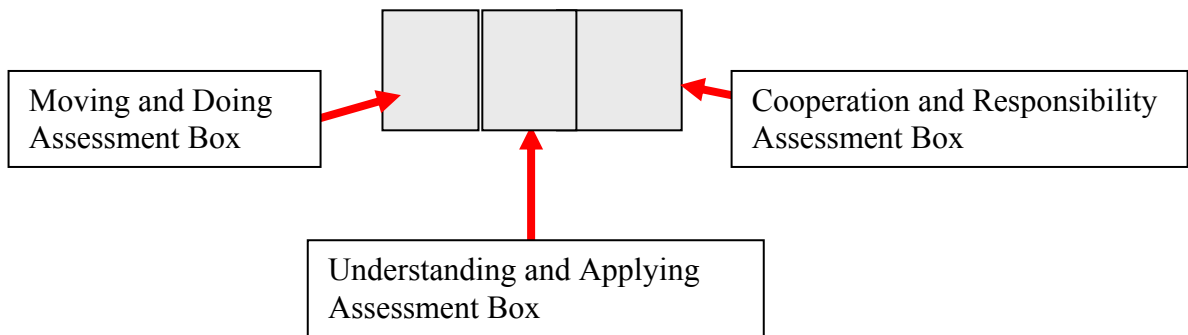 Moving and Doing
Assessment Box
Cooperation and Responsibility
Assessment Box
Understanding and Applying
Assessment Box